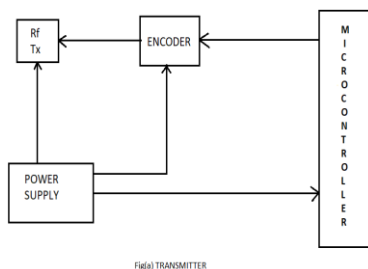 Rf
Tx
ENCODER
M
I
C
R
O
C
O
N
T
R
O
L
L
E
R
POWER
SUPPLY
Fig(a) TRANSMITTER